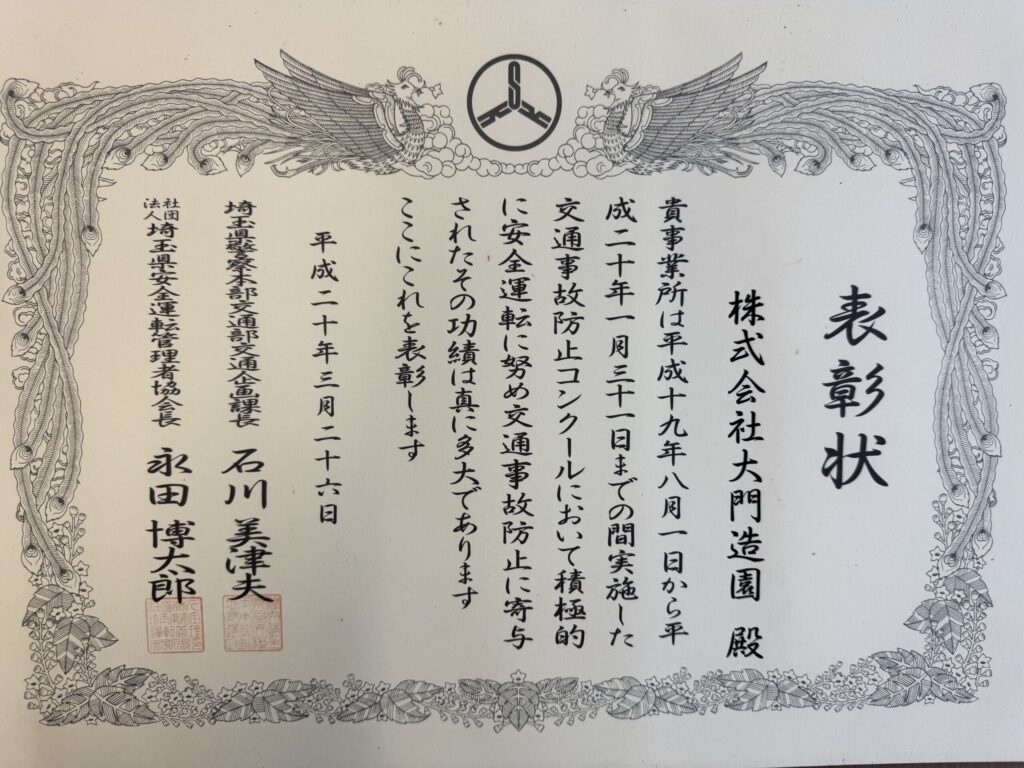 表彰状
株式会社大門造園 殿
貴事業所は平成十九年八月一日から平
成二十年一月三十一日までの間実施した
交通事故防止コンクールにおいて積極的
に安全運転に努め交通事故防止に寄与
されたその功績は真に多大であります
ここにこれを表彰します
平成二十年三月二十六日
埼玉県警察本部交通部交通企画課長 石川美津夫
社団法人埼玉県安全運転管理者協会長 永田博太郎